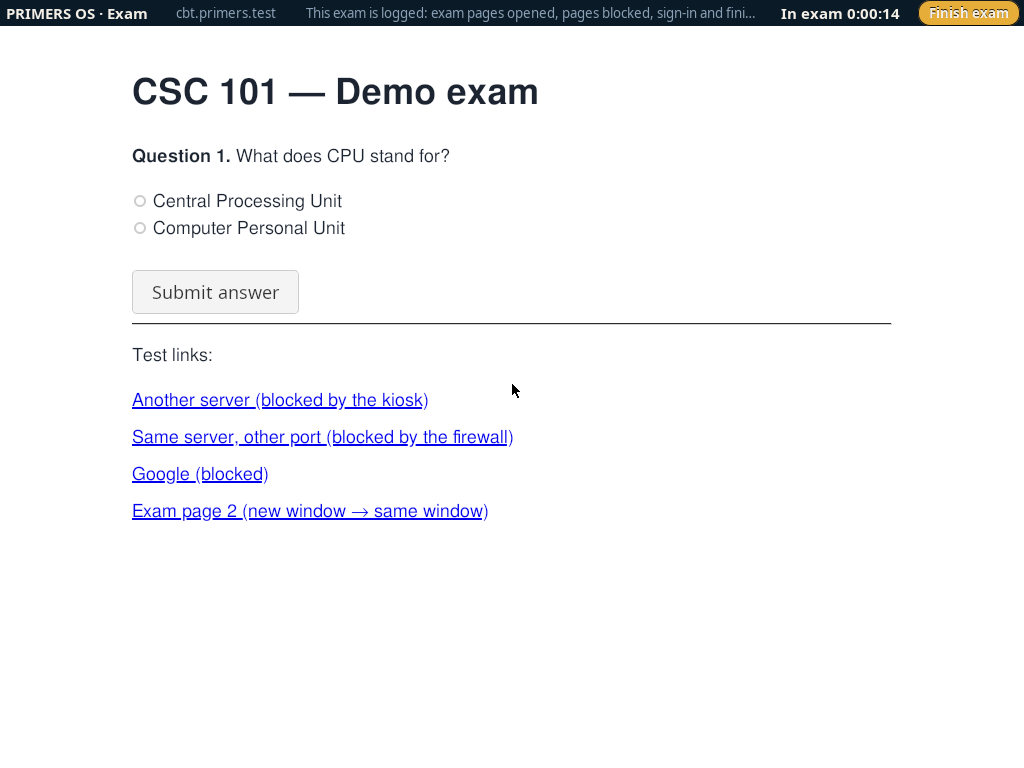 PRIMERS OS · Exam cbt.primers.test This exam is logged: exam pages opened, pages blocked, sign-in and fini... In exam 0:00:14 Finish exam
CSC 101 — Demo exam
Question 1. What does CPU stand for?
Central Processing Unit
Computer Personal Unit
Submit answer
Test links:
Another server (blocked by the kiosk)
Same server, other port (blocked by the firewall)
Google (blocked)
Exam page 2 (new window → same window)